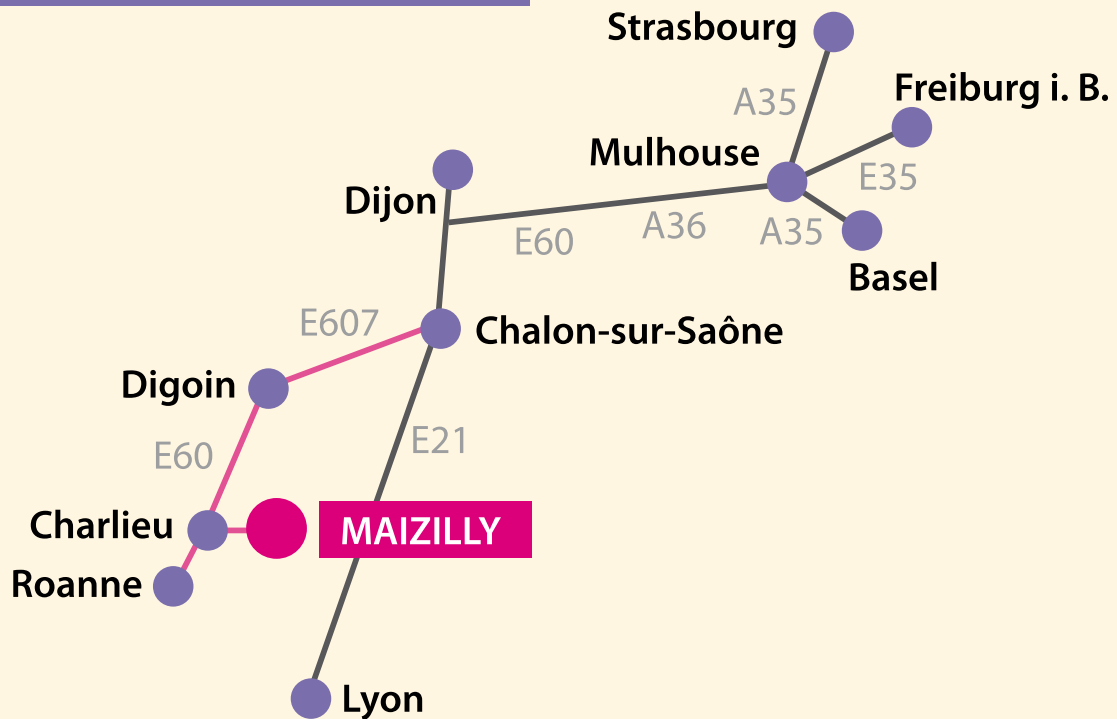 Strasbourg
Freiburg i. B.
A35
Mulhouse
E35
Dijon
A36
A35
E60
Basel
E607
Chalon-sur-Saône
Digoin
E21
E60
Charlieu
MAIZILLY
Roanne
Lyon